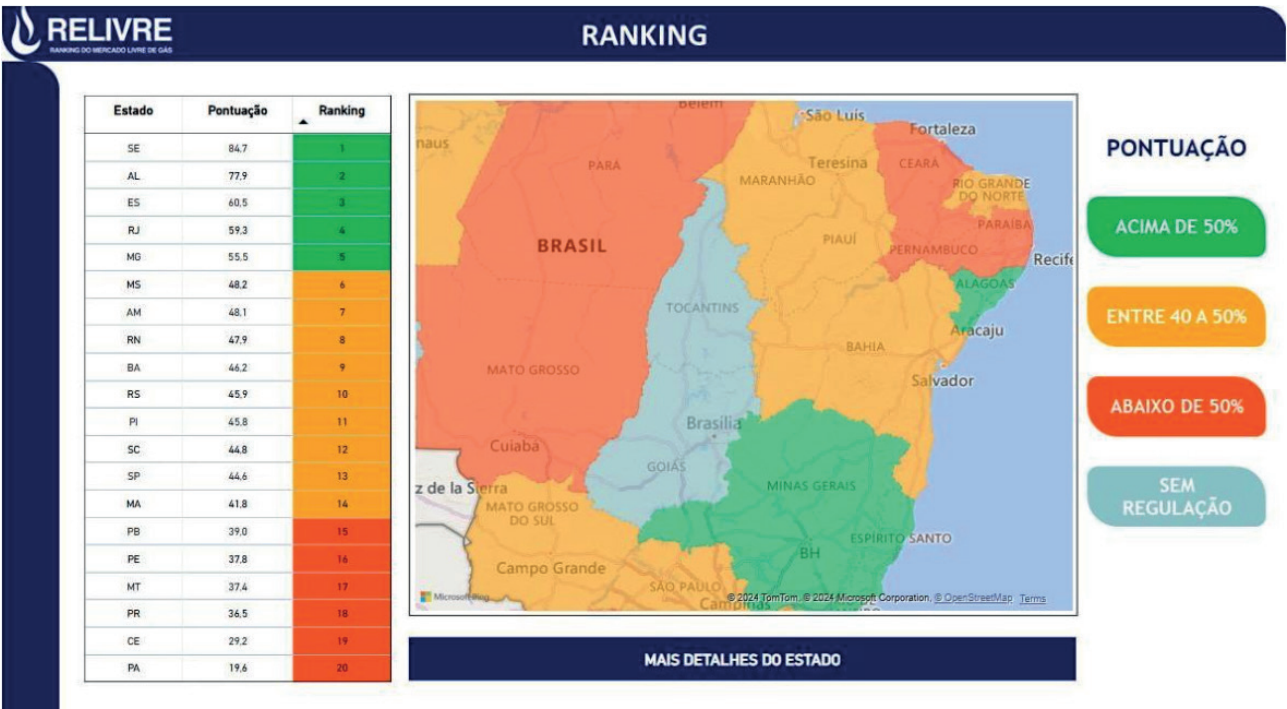 RELIVRE
RANKING DO MERCADO LIVRE DE GÁS
RANKING
Estado Pontuação Ranking
SE 84,7 1
AL 77,9 2
ES 60,5 3
RJ 59,3 4
MG 55,5 5
MS 48,2 6
AM 48,1 7
RN 47,9 8
BA 46,2 9
RS 45,9 10
PI 45,8 11
SC 44,8 12
SP 44,6 13
MA 41,8 14
PB 39,0 15
PE 37,8 16
MT 37,4 17
PR 36,5 18
CE 29,2 19
PA 19,6 20
Belém
São Luís
Fortaleza
naus
PARÁ
Teresina
CEARÁ
MARANHÃO
RIO GRANDE
DO NORTE
PARAÍBA
BRASIL
PIAUÍ
PERNAMBUCO
Recife
ALAGOAS
TOCANTINS
Aracaju
BAHIA
MATO GROSSO
Salvador
Brasília
Cuiabá
GOIÁS
z de la Sierra
MINAS GERAIS
MATO GROSSO
DO SUL
ESPÍRITO SANTO
BH
Campo Grande
SÃO PAULO
Campinas
Microsoft Bing
© 2024 TomTom, © 2024 Microsoft Corporation, © OpenStreetMap Terms
MAIS DETALHES DO ESTADO
PONTUAÇÃO
ACIMA DE 50%
ENTRE 40 A 50%
ABAIXO DE 50%
SEM
REGULAÇÃO